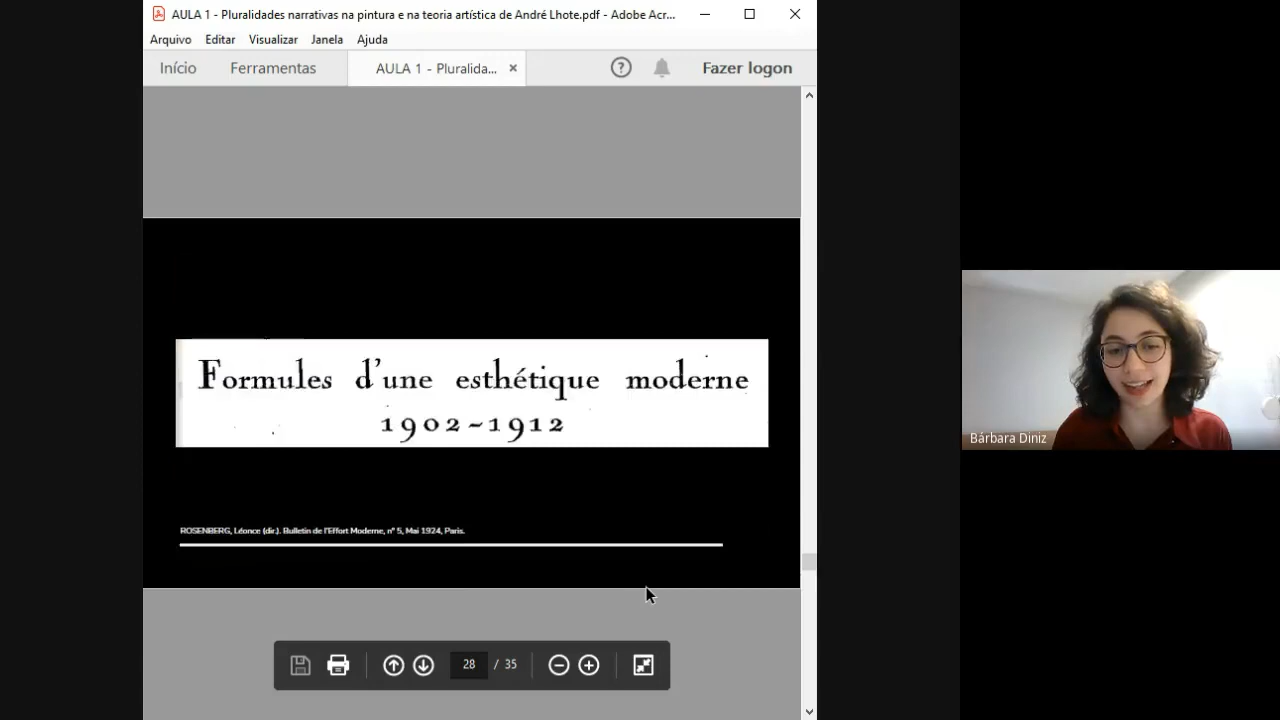 AULA 1 - Pluralidades narrativas na pintura e na teoria artística de André Lhote.pdf - Adobe Acr...
Arquivo Editar Visualizar Janela Ajuda
Início Ferramentas AULA 1 - Pluralida... × ? Fazer logon
Formules d'une esthétique moderne
1902-1912
ROSENBERG, Léonce (dir.). Bulletin de l'Effort Moderne, nº 5, Mai 1924, Paris.
28 / 35
Bárbara Diniz